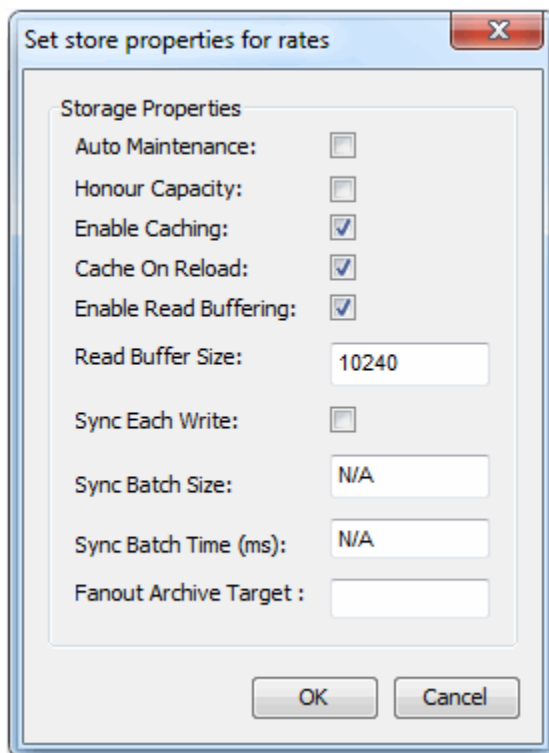 Set store properties for rates
Storage Properties
Auto Maintenance:
Honour Capacity:
Enable Caching:
Cache On Reload:
Enable Read Buffering:
Read Buffer Size: 10240
Sync Each Write:
Sync Batch Size: N/A
Sync Batch Time (ms): N/A
Fanout Archive Target :
OK Cancel